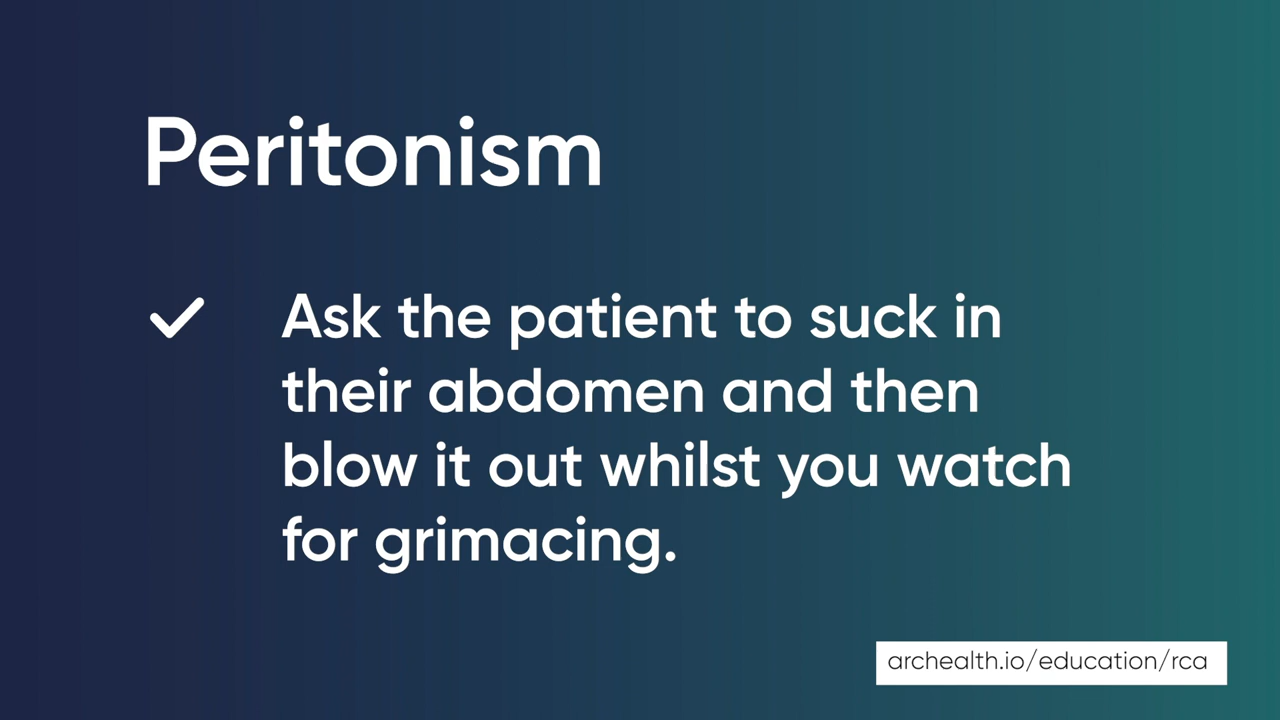 Peritonism
Ask the patient to suck in
their abdomen and then
blow it out whilst you watch
for grimacing.
archealth.io/education/rca